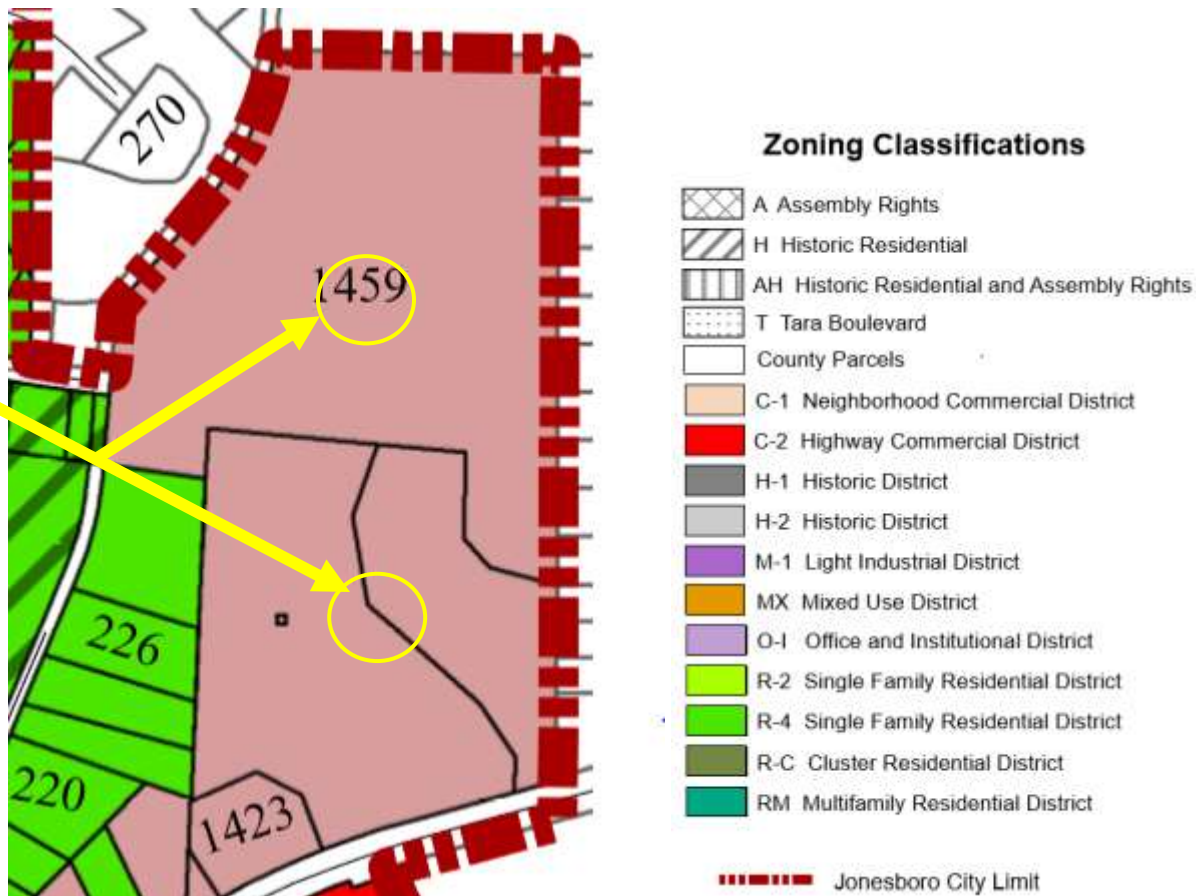 270
1459
226
220
1423
Zoning Classifications
A Assembly Rights
H Historic Residential
AH Historic Residential and Assembly Rights
T Tara Boulevard
County Parcels
C-1 Neighborhood Commercial District
C-2 Highway Commercial District
H-1 Historic District
H-2 Historic District
M-1 Light Industrial District
MX Mixed Use District
O-I Office and Institutional District
R-2 Single Family Residential District
R-4 Single Family Residential District
R-C Cluster Residential District
RM Multifamily Residential District
Jonesboro City Limit